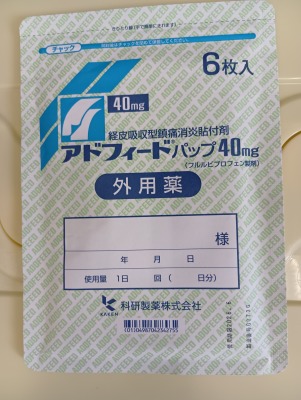 チャック
6枚入
40mg
経皮吸収型鎮痛消炎貼付剤
アドフィードパップ40mg
(フルルビプロフェン製剤)
外用薬
様
年 月 日
使用量 1日 回 ( 日分)
KAKEN
科研製薬株式会社